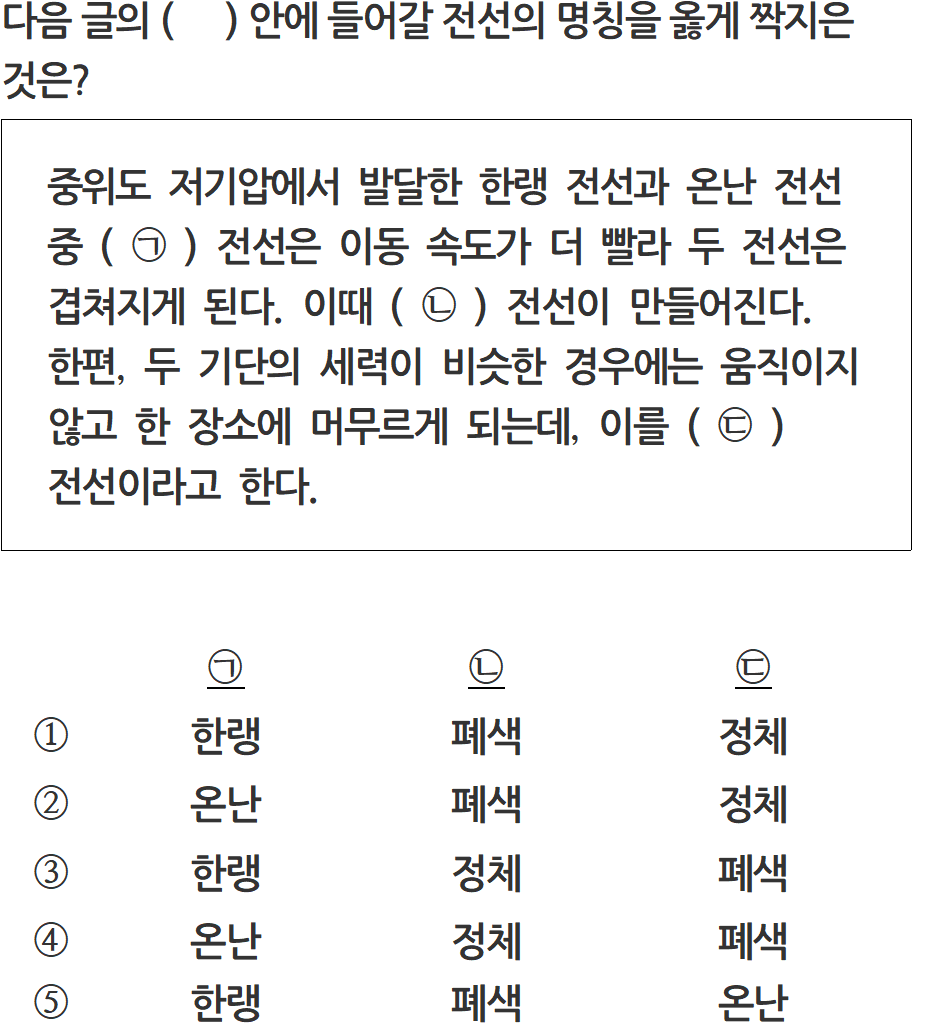 다음 글의 (    ) 안에 들어갈 전선의 명칭을 옳게 짝지은
것은?
중위도 저기압에서 발달한 한랭 전선과 온난 전선
중 ( ㉠ ) 전선은 이동 속도가 더 빨라 두 전선은
겹쳐지게 된다. 이때 ( ㉡ ) 전선이 만들어진다.
한편, 두 기단의 세력이 비슷한 경우에는 움직이지
않고 한 장소에 머무르게 되는데, 이를 ( ㉢ )
전선이라고 한다.
㉠ ㉡ ㉢
① 한랭 폐색 정체
② 온난 폐색 정체
③ 한랭 정체 폐색
④ 온난 정체 폐색
⑤ 한랭 폐색 온난